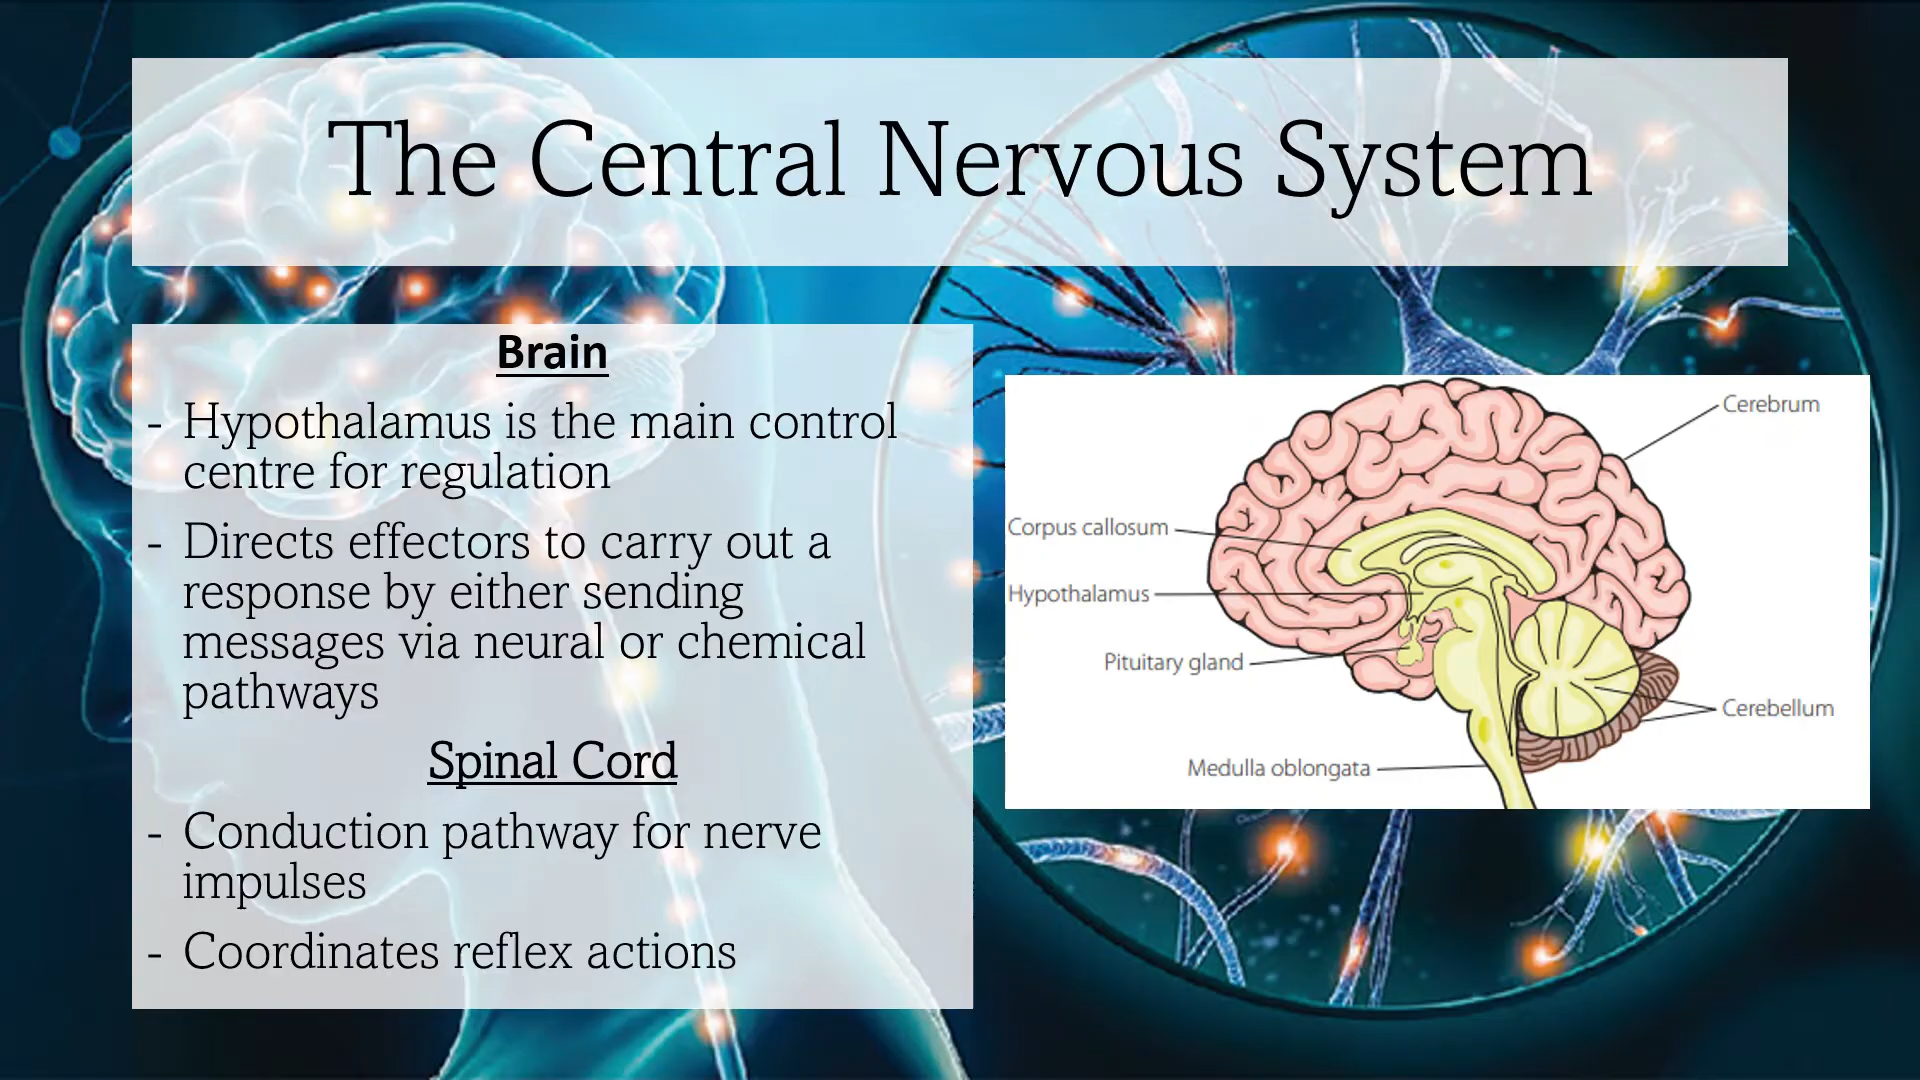 The Central Nervous System
Brain
- Hypothalamus is the main control
centre for regulation
- Directs effectors to carry out a
response by either sending
messages via neural or chemical
pathways
Spinal Cord
- Conduction pathway for nerve
impulses
- Coordinates reflex actions
Cerebrum
Corpus callosum
Hypothalamus
Pituitary gland
Cerebellum
Medulla oblongata